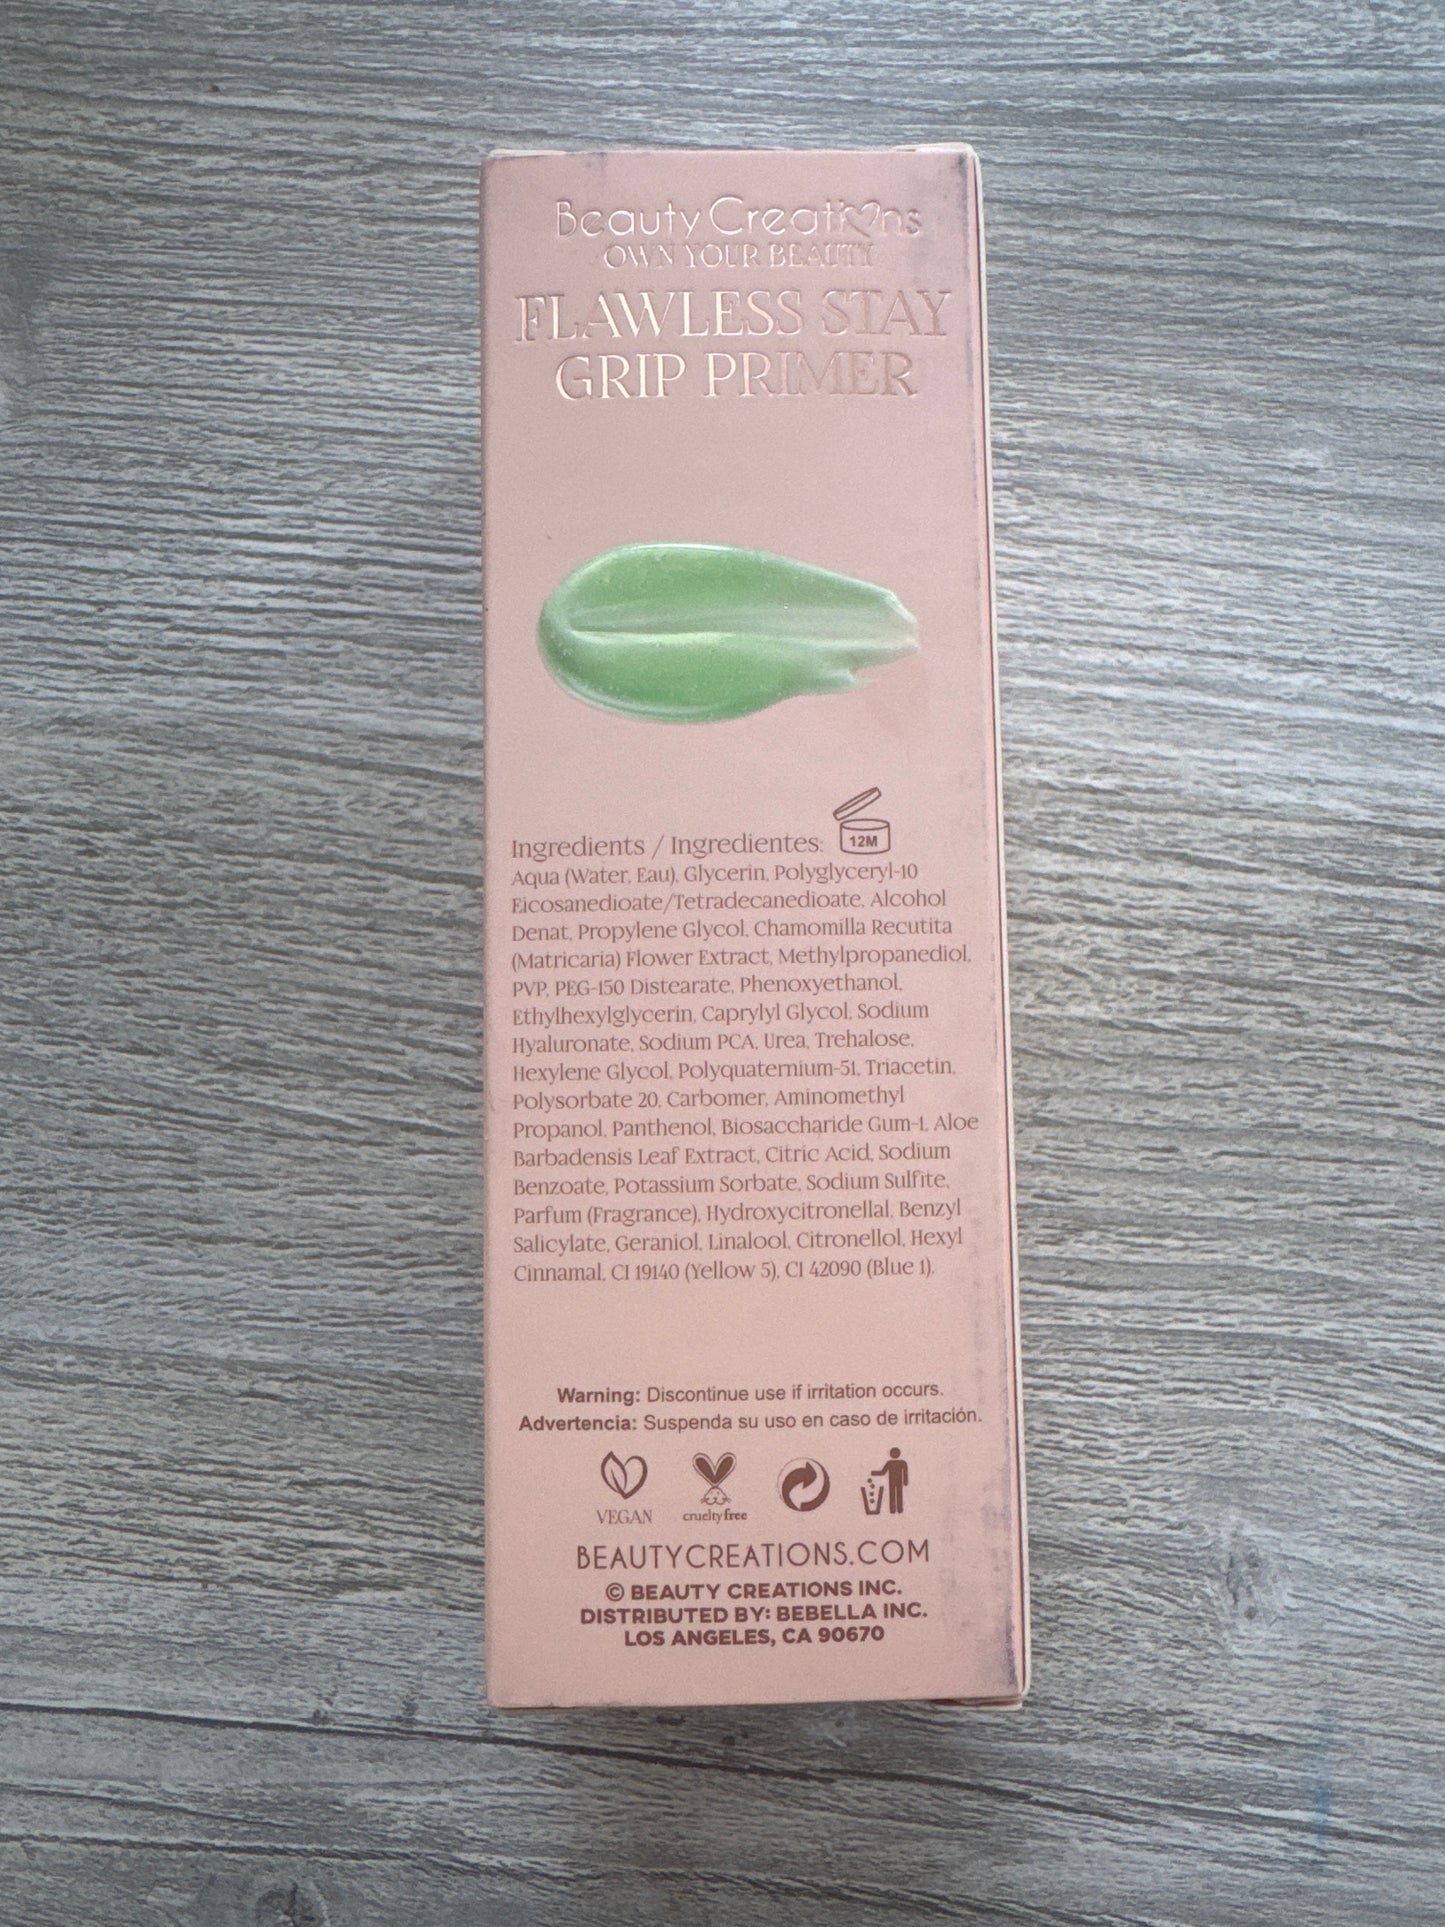 Beauty Creations
OWN YOUR BEAUTY
FLAWLESS STAY
GRIP PRIMER
12M
Ingredients / Ingredientes:
Aqua (Water, Eau), Glycerin, Polyglyceryl-10
Eicosanedioate/Tetradecanedioate, Alcohol
Denat, Propylene Glycol, Chamomilla Recutita
(Matricaria) Flower Extract, Methylpropanediol,
PVP, PEG-150 Distearate, Phenoxyethanol,
Ethylhexylglycerin, Caprylyl Glycol, Sodium
Hyaluronate, Sodium PCA, Urea, Trehalose,
Hexylene Glycol, Polyquaternium-51, Triacetin,
Polysorbate 20, Carbomer, Aminomethyl
Propanol, Panthenol, Biosaccharide Gum-1, Aloe
Barbadensis Leaf Extract, Citric Acid, Sodium
Benzoate, Potassium Sorbate, Sodium Sulfite,
Parfum (Fragrance), Hydroxycitronellal, Benzyl
Salicylate, Geraniol, Linalool, Citronellol, Hexyl
Cinnamal, CI 19140 (Yellow 5), CI 42090 (Blue 1).
Warning: Discontinue use if irritation occurs.
Advertencia: Suspenda su uso en caso de irritación.
VEGAN
crueltyfree
BEAUTYCREATIONS.COM
© BEAUTY CREATIONS INC.
DISTRIBUTED BY: BEBELLA INC.
LOS ANGELES, CA 90670